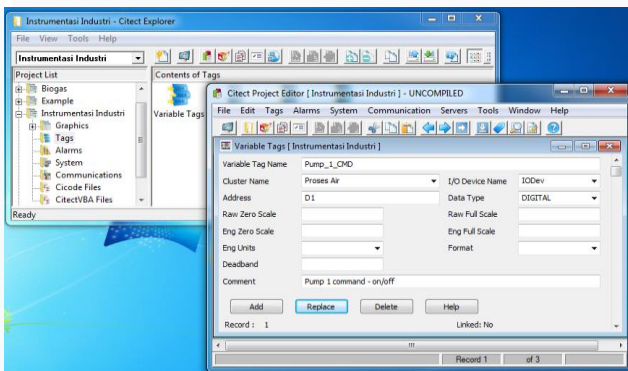 Instrumentasi Industri - Citect Explorer
File View Tools Help
Instrumentasi Industri
Project List
Contents of Tags
Biogas
Example
Instrumentasi Industri
Graphics
Tags
Alarms
System
Communications
Cicode Files
CitectVBA Files
Variable Tags
Ready
Citect Project Editor [ Instrumentasi Industri ] - UNCOMPILED
File Edit Tags Alarms System Communication Servers Tools Window Help
Variable Tags [ Instrumentasi Industri ]
Variable Tag Name Pump_1_CMD
Cluster Name Proses Air I/O Device Name IODev
Address D1 Data Type DIGITAL
Raw Zero Scale Raw Full Scale
Eng Zero Scale Eng Full Scale
Eng Units Format
Deadband
Comment Pump 1 command - on/off
Add Replace Delete Help
Record : 1 Linked: No
Record 1 of 3